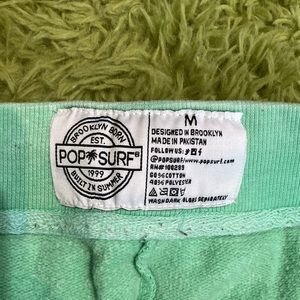 BROOKLYN BORN
EST.
POP SURF®
1999
BUILT IN SUMMER
M
DESIGNED IN BROOKLYN
MADE IN PAKISTAN
FOLLOW US:
@POPSURF/www.popsurf.com
60%COTTON
40% POLYESTER
WASH DARK CLORS SEPARATELY